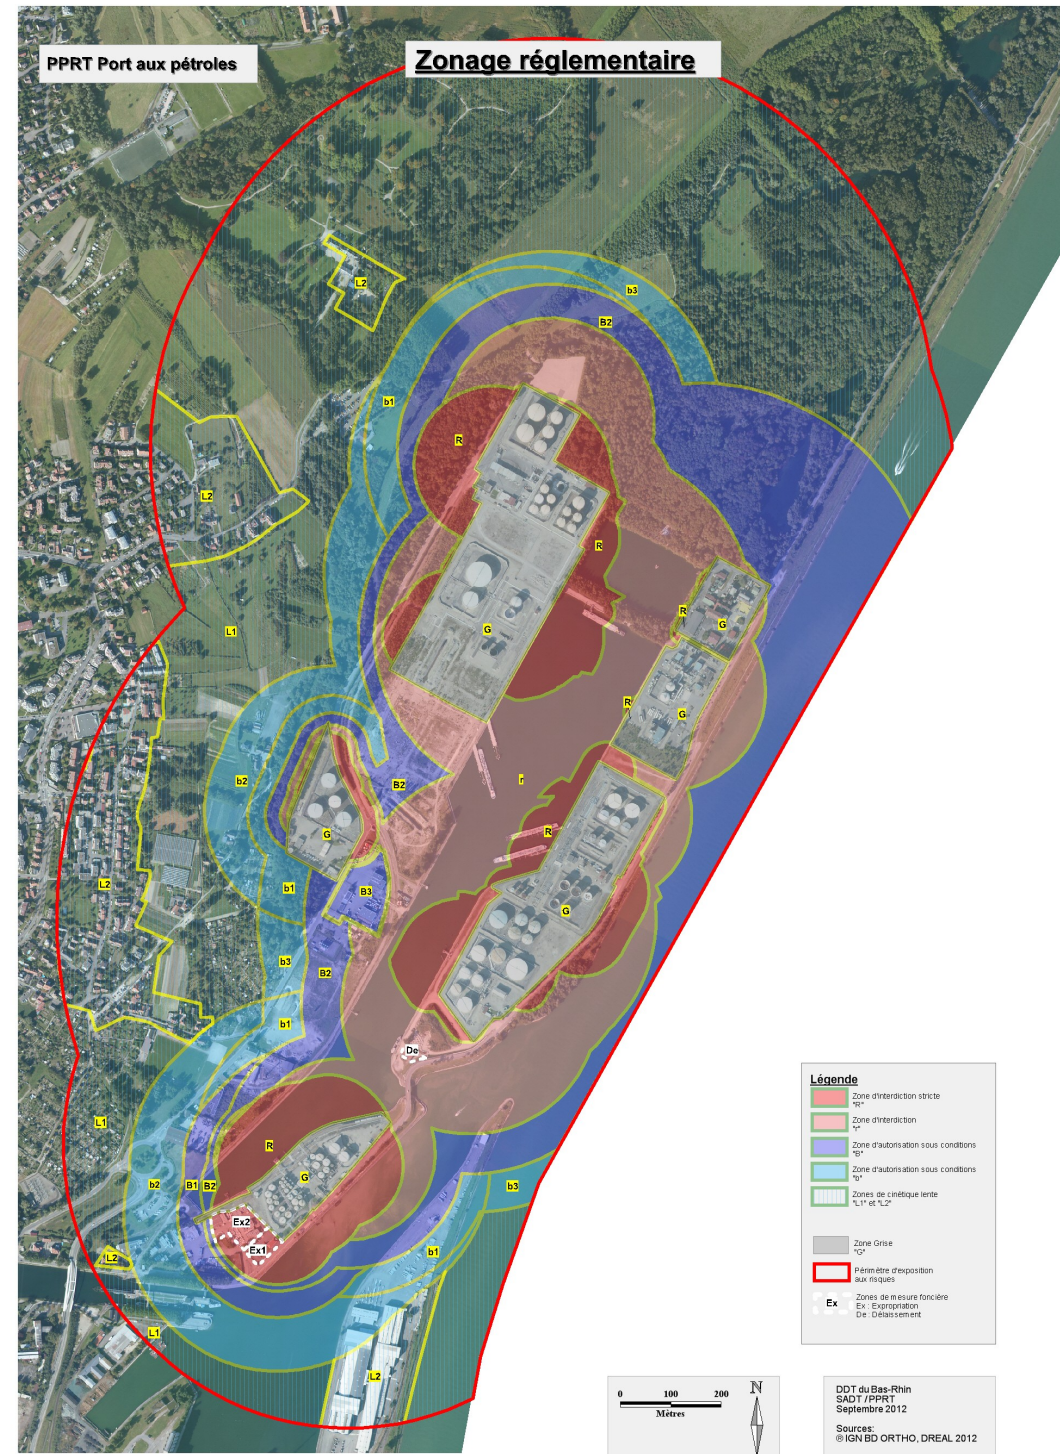 PPRT Port aux pétroles
Zonage réglementaire
L2
b3
B2
b1
R
L2
R
R
G
L1
G
R
G
r
b2
B2
R
G
b1
B3
L2
G
b3
B2
b1
De
L1
R
G
b2
B1
B2
b3
Ex2
Ex1
b1
L2
L1
L2
Légende
Zone d'interdiction stricte
"R"
Zone d'interdiction
"r"
Zone d'autorisation sous conditions
"B"
Zone d'autorisation sous conditions
"b"
Zones de cinétique lente
"L1" et "L2"
Zone Grise
"G"
Périmètre d'exposition
aux risques
Ex
Zones de mesure foncière
Ex : Expropriation
De : Délaissement
0 100 200
Mètres
N
DDT du Bas-Rhin
SADT / PPRT
Septembre 2012
Sources:
® IGN BD ORTHO, DREAL 2012